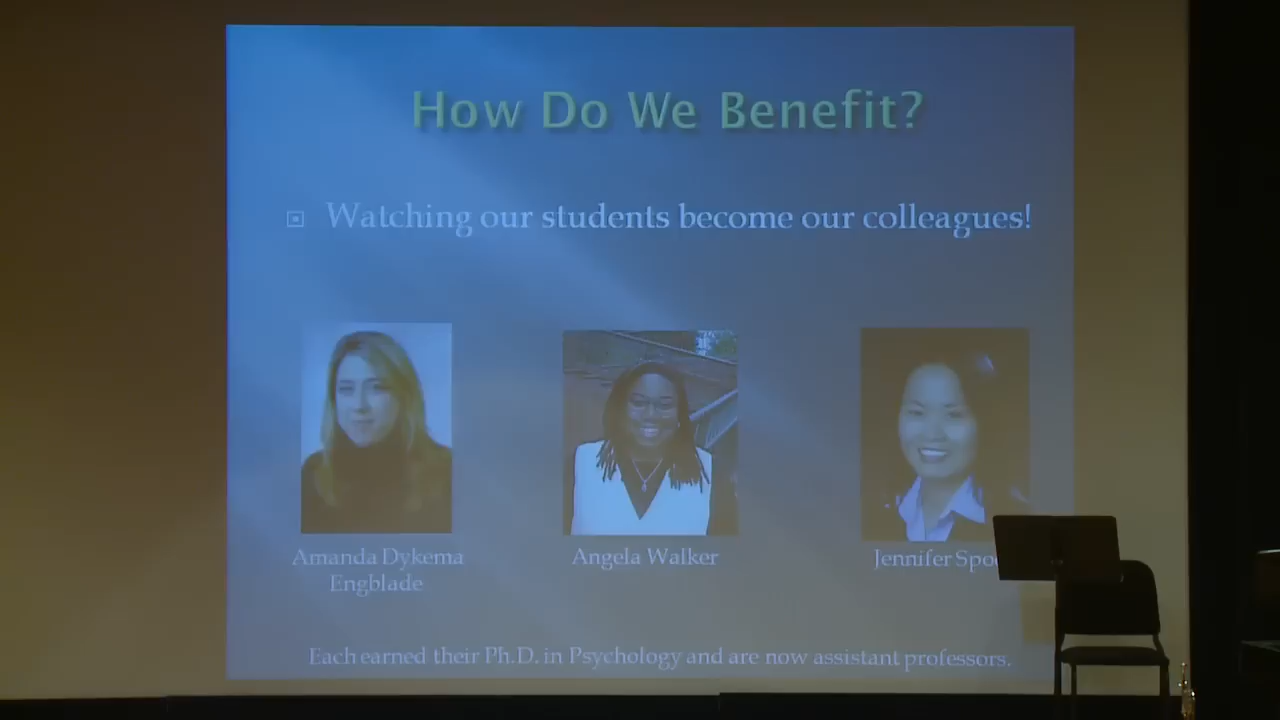 How Do We Benefit?
Watching our students become our colleagues!
Amanda Dykema
Engblade
Angela Walker
Jennifer
Each earned their Ph.D. in Psychology and are now assistant professors.